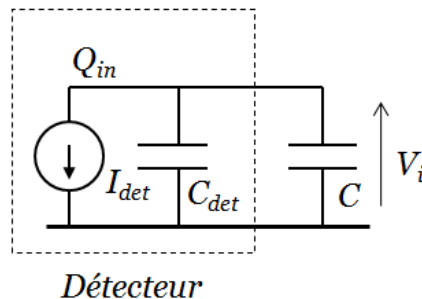 Q_in
I_det
C_det
C
V_i
Détecteur